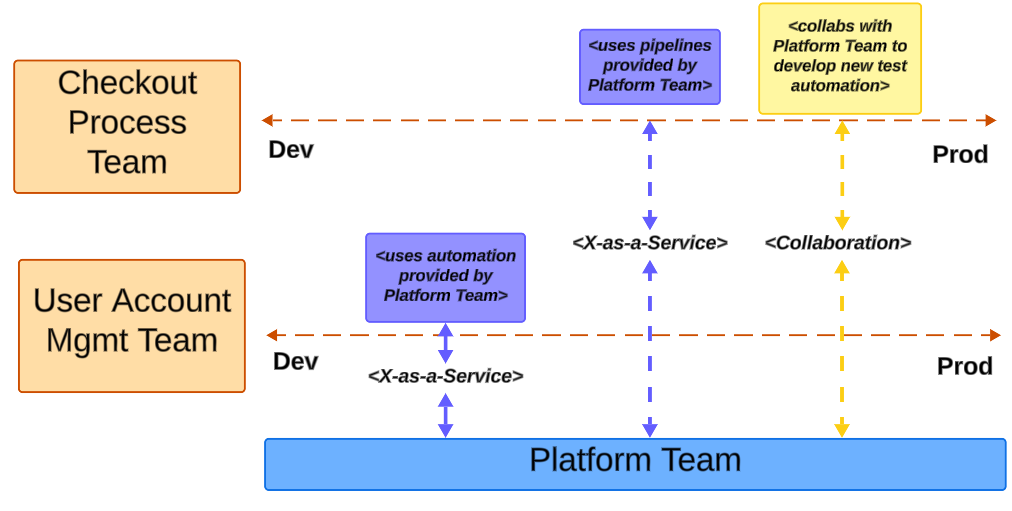 Checkout
Process
Team
<uses pipelines
provided by
Platform Team>
<collabs with
Platform Team to
develop new test
automation>
Dev
Prod
<X-as-a-Service>
<Collaboration>
User Account
Mgmt Team
<uses automation
provided by
Platform Team>
Dev
Prod
<X-as-a-Service>
Platform Team